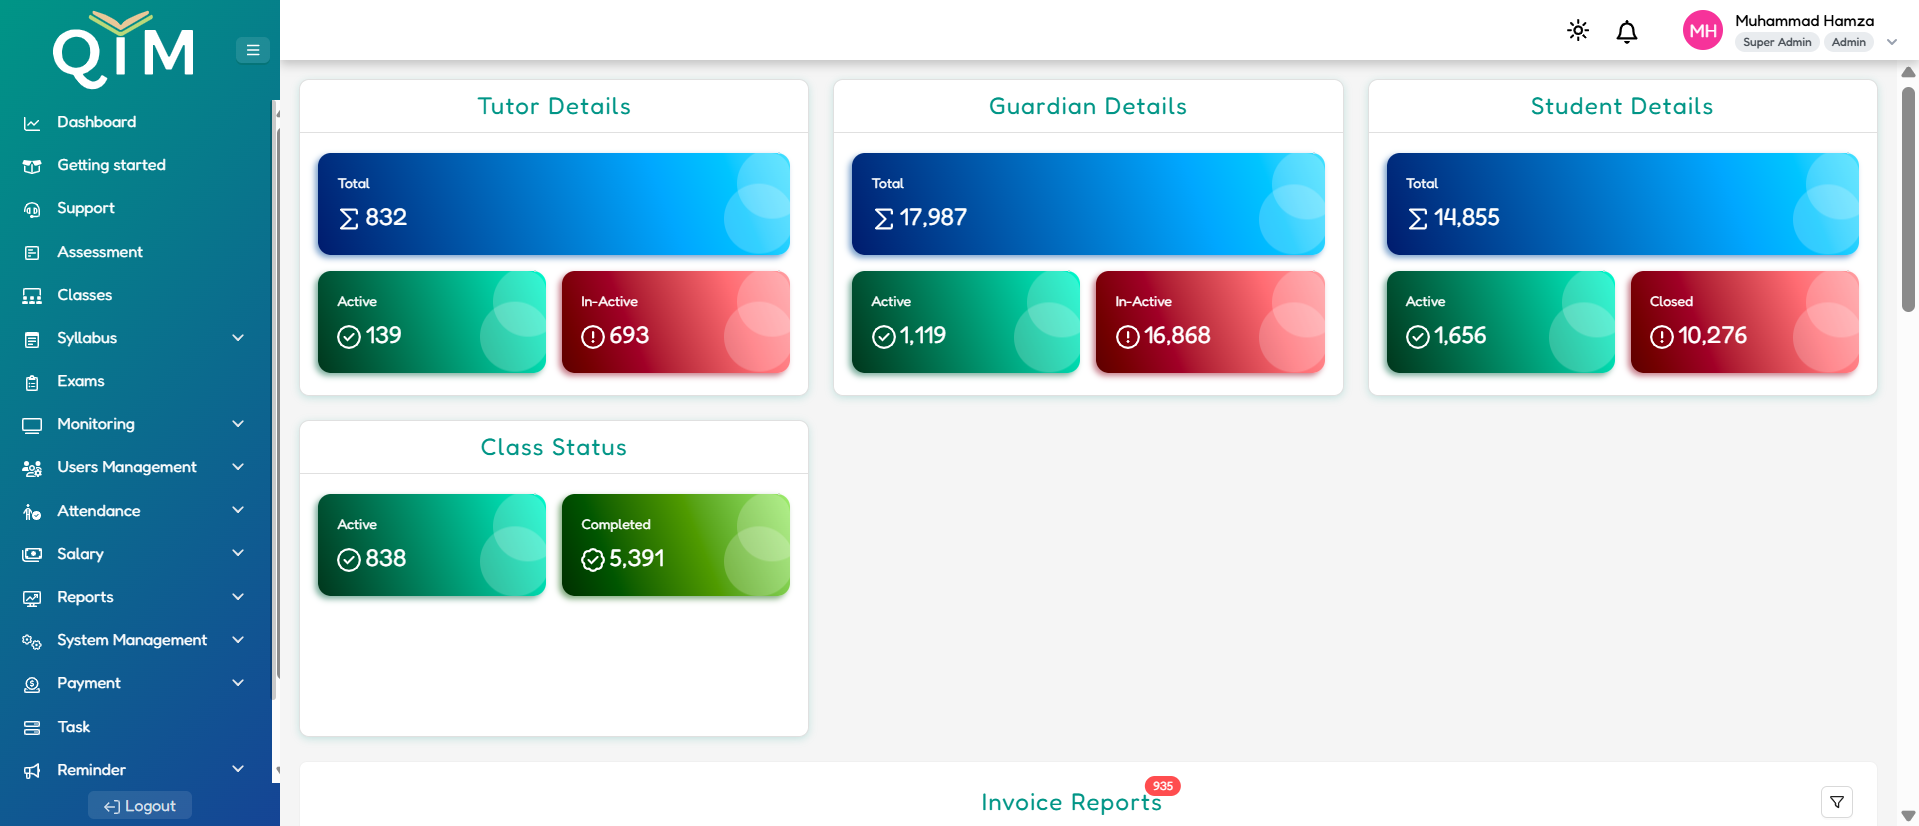 QIM
Dashboard
Getting started
Support
Assessment
Classes
Syllabus
Exams
Monitoring
Users Management
Attendance
Salary
Reports
System Management
Payment
Task
Reminder
Logout
MH
Muhammad Hamza
Super Admin Admin
Tutor Details
Total
832
Active
139
In-Active
693
Guardian Details
Total
17,987
Active
1,119
In-Active
16,868
Student Details
Total
14,855
Active
1,656
Closed
10,276
Class Status
Active
838
Completed
5,391
Invoice Reports
935